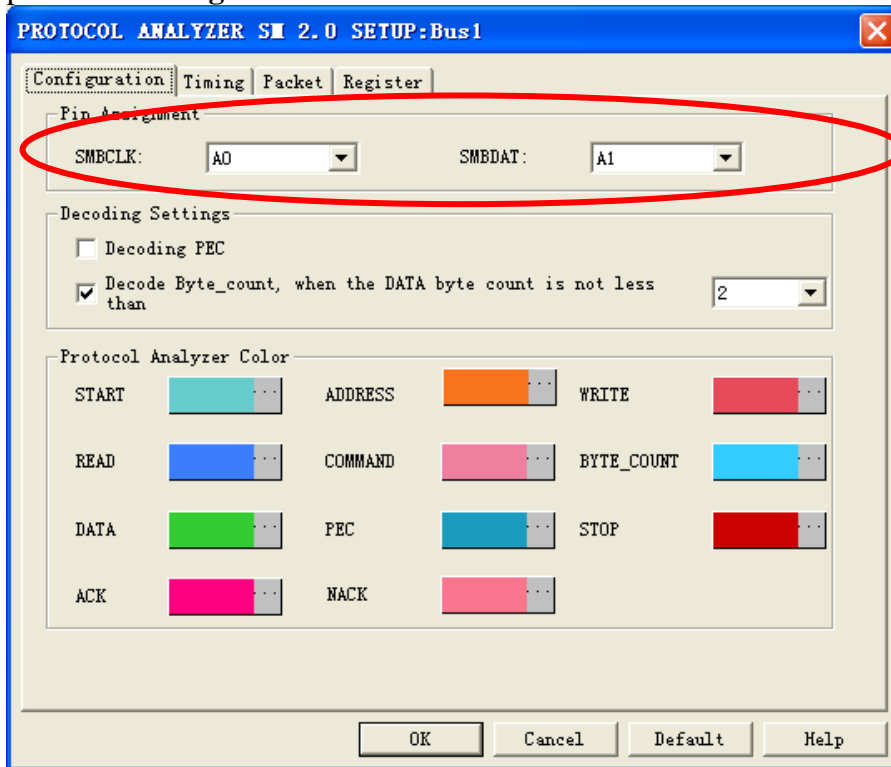 PROTOCOL ANALYZER SM 2.0 SETUP:Bus1
Configuration Timing Packet Register
Pin Assignment
SMBCLK: A0 SMBDAT: A1
Decoding Settings
Decoding PEC
Decode Byte_count, when the DATA byte count is not less
than 2
Protocol Analyzer Color
START ... ADDRESS ... WRITE ...
READ ... COMMAND ... BYTE_COUNT ...
DATA ... PEC ... STOP ...
ACK ... NACK ...
OK Cancel Default Help